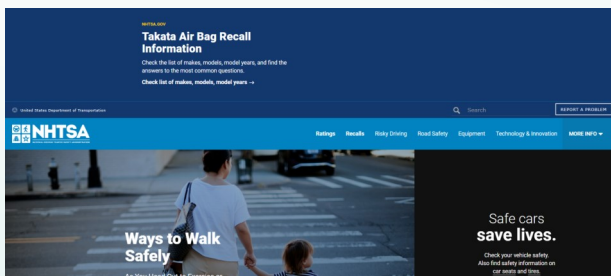 NHTSA.GOV
Takata Air Bag Recall
Information
Check the list of makes, models, model years, and find the
answers to the most common questions.
Check list of makes, models, model years →
United States Department of Transportation
Search
REPORT A PROBLEM
NHTSA
Ratings
Recalls
Risky Driving
Road Safety
Equipment
Technology & Innovation
MORE INFO
Ways to Walk
Safely
Safe cars
save lives.
Check your vehicle safety.
Also find safety information on
car seats and tires.